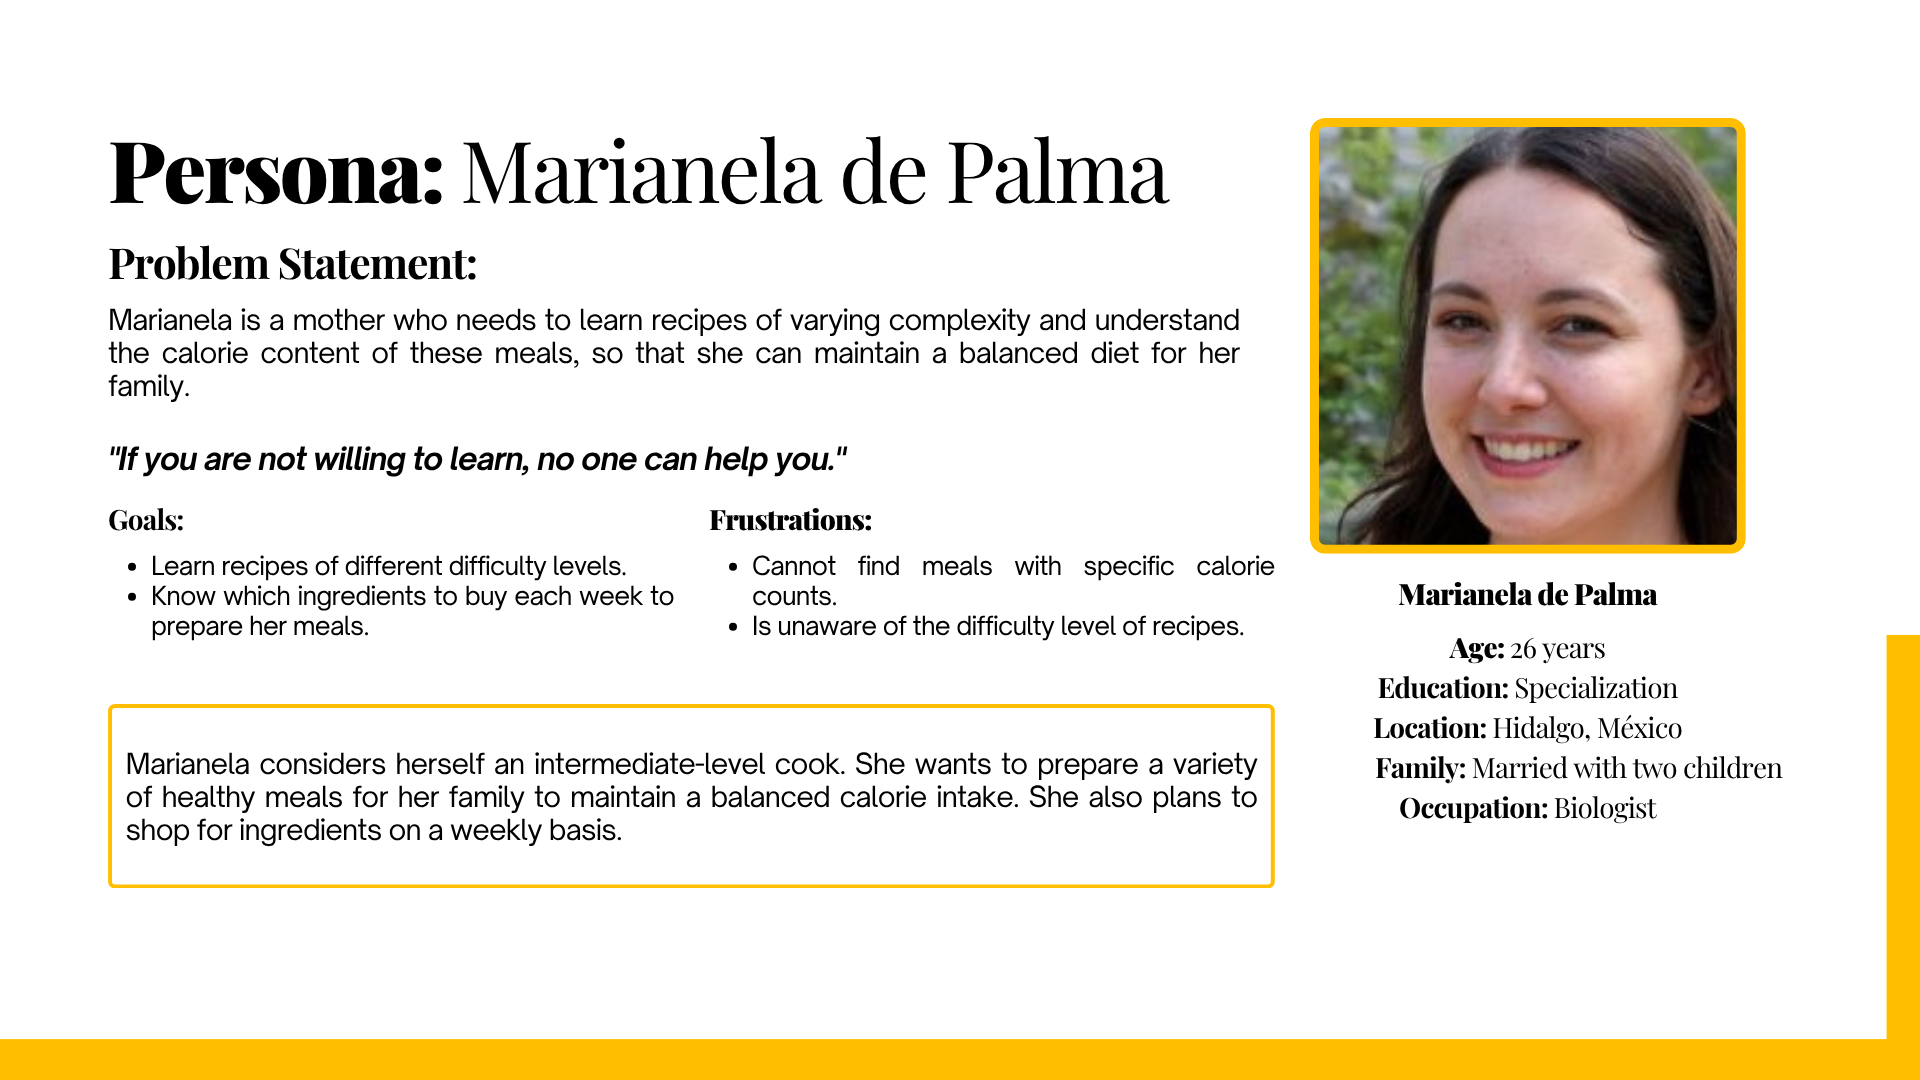 Persona: Marianela de Palma
Problem Statement:
Marianela is a mother who needs to learn recipes of varying complexity and understand
the calorie content of these meals, so that she can maintain a balanced diet for her
family.
"If you are not willing to learn, no one can help you."
Goals:
• Learn recipes of different difficulty levels.
• Know which ingredients to buy each week to
prepare her meals.
Frustrations:
• Cannot find meals with specific calorie
counts.
• Is unaware of the difficulty level of recipes.
Marianela considers herself an intermediate-level cook. She wants to prepare a variety
of healthy meals for her family to maintain a balanced calorie intake. She also plans to
shop for ingredients on a weekly basis.
Marianela de Palma
Age: 26 years
Education: Specialization
Location: Hidalgo, México
Family: Married with two children
Occupation: Biologist